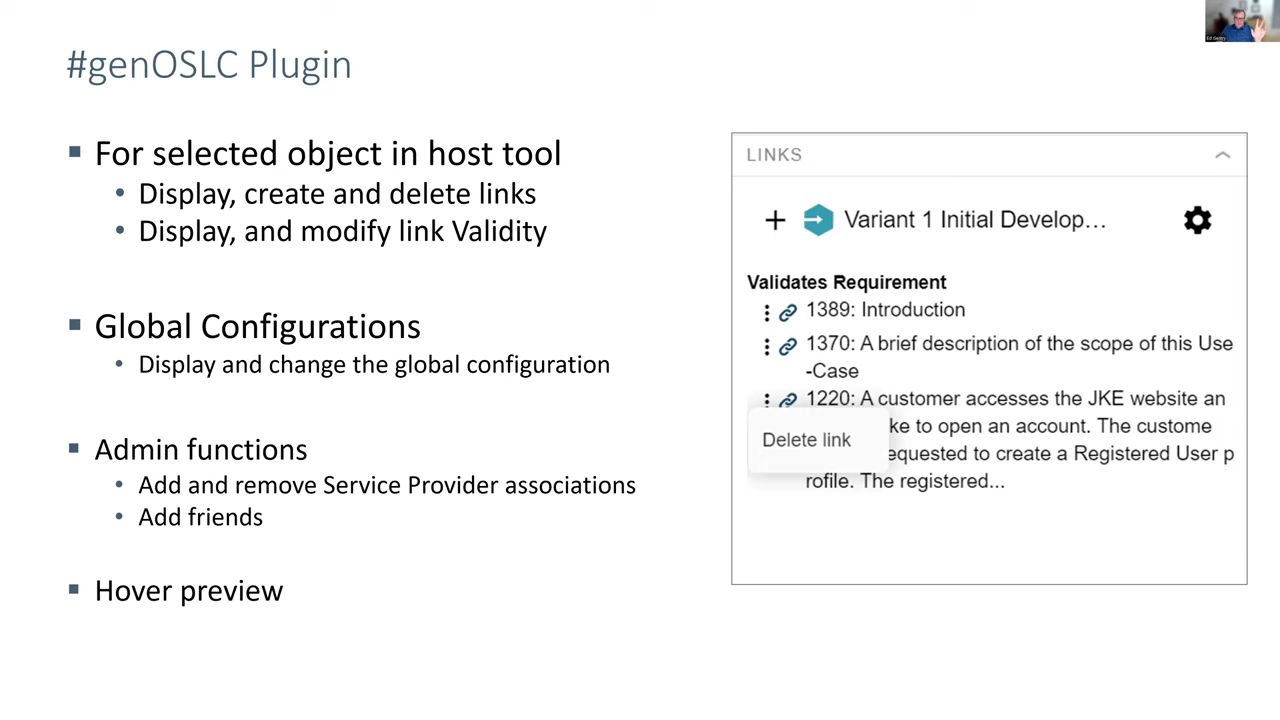 #genOSLC Plugin
For selected object in host tool
Display, create and delete links
Display, and modify link Validity
Global Configurations
Display and change the global configuration
Admin functions
Add and remove Service Provider associations
Add friends
Hover preview
LINKS
Variant 1 Initial Develop...
Validates Requirement
1389: Introduction
1370: A brief description of the scope of this Use
-Case
1220: A customer accesses the JKE website an
ke to open an account. The custome
Delete link
equested to create a Registered User p
rofile. The registered...
Ed Gentry